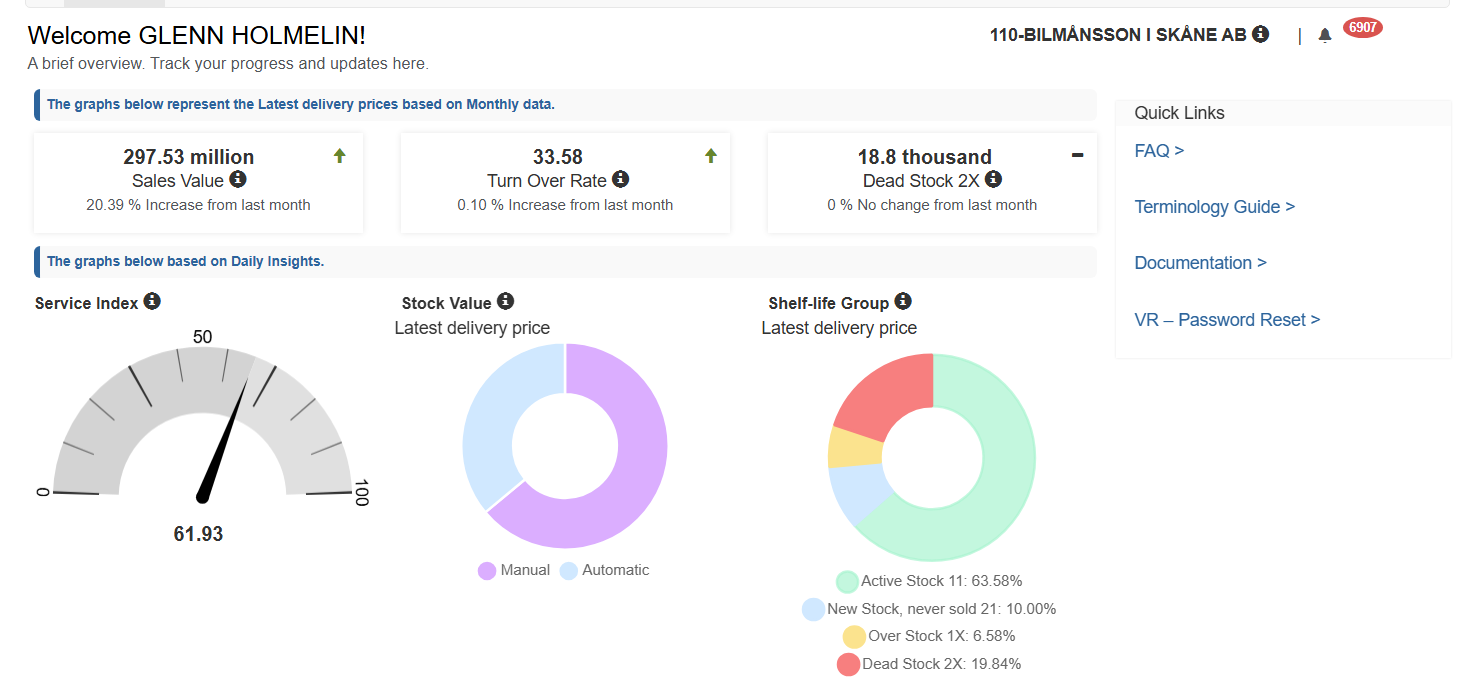 Welcome GLENN HOLMELIN!
110-BILMÅNSSON I SKÅNE AB
|
6907
A brief overview. Track your progress and updates here.
The graphs below represent the Latest delivery prices based on Monthly data.
297.53 million
Sales Value
20.39 % Increase from last month
33.58
Turn Over Rate
0.10 % Increase from last month
18.8 thousand
Dead Stock 2X
0 % No change from last month
Quick Links
FAQ >
Terminology Guide >
Documentation >
VR – Password Reset >
The graphs below based on Daily Insights.
Service Index
50
0
100
61.93
Stock Value
Latest delivery price
Manual
Automatic
Shelf-life Group
Latest delivery price
Active Stock 11: 63.58%
New Stock, never sold 21: 10.00%
Over Stock 1X: 6.58%
Dead Stock 2X: 19.84%